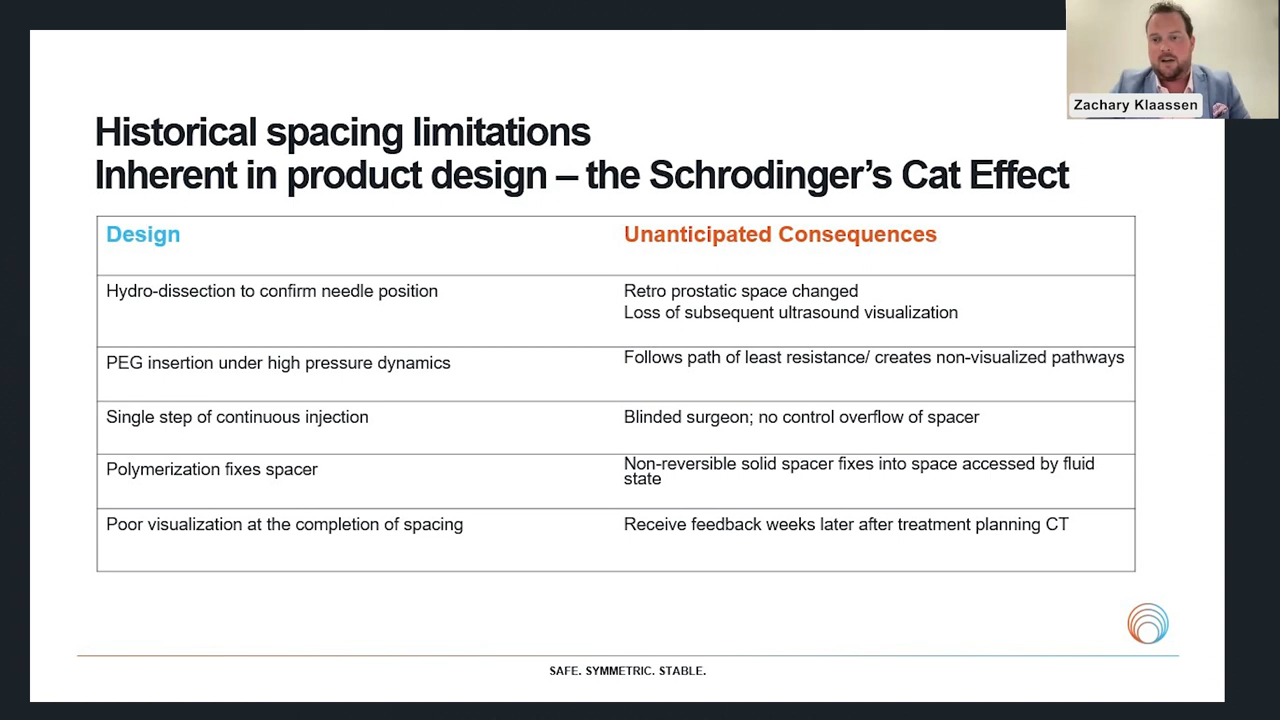 Zachary Klaassen
Historical spacing limitations
Inherent in product design – the Schrodinger's Cat Effect
Design
Unanticipated Consequences
Hydro-dissection to confirm needle position
Retro prostatic space changed
Loss of subsequent ultrasound visualization
PEG insertion under high pressure dynamics
Follows path of least resistance/ creates non-visualized pathways
Single step of continuous injection
Blinded surgeon; no control overflow of spacer
Polymerization fixes spacer
Non-reversible solid spacer fixes into space accessed by fluid
state
Poor visualization at the completion of spacing
Receive feedback weeks later after treatment planning CT
SAFE. SYMMETRIC. STABLE.